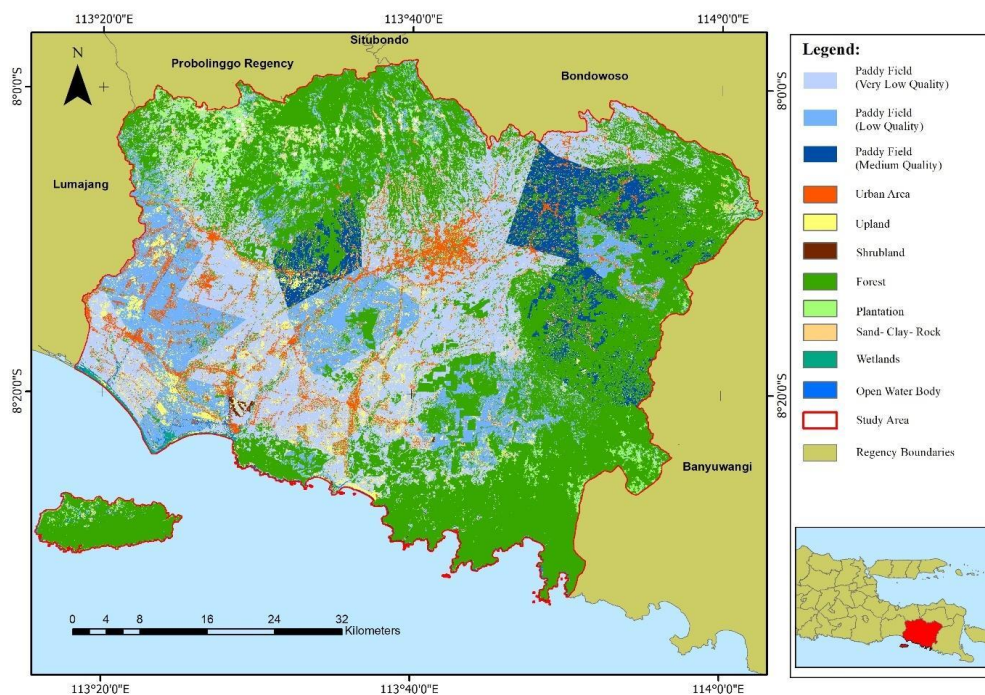 113°20'0"E
113°40'0"E
114°0'0"E
Situbondo
N
Probolinggo Regency
Bondowoso
8°0'0"S
8°0'0"S
Lumajang
8°20'0"S
8°20'0"S
Banyuwangi
0 2 4 8 16 24 32
Kilometers
113°20'0"E
113°40'0"E
114°0'0"E
Legend:
Paddy Field
(Very Low Quality)
Paddy Field
(Low Quality)
Paddy Field
(Medium Quality)
Urban Area
Upland
Shrubland
Forest
Plantation
Sand- Clay- Rock
Wetlands
Open Water Body
Study Area
Regency Boundaries